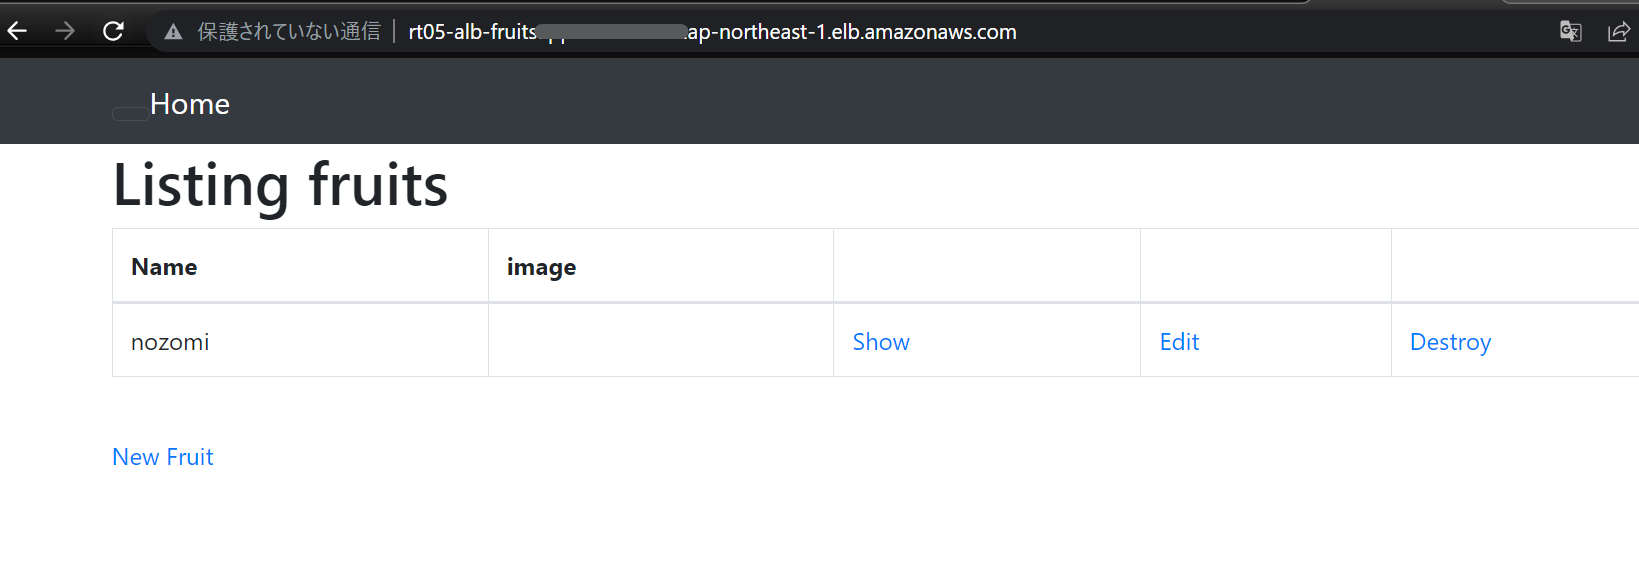 保護されていない通信 rt05-alb-fruits ap-northeast-1.elb.amazonaws.com
Home
Listing fruits
Name image
nozomi Show Edit Destroy
New Fruit